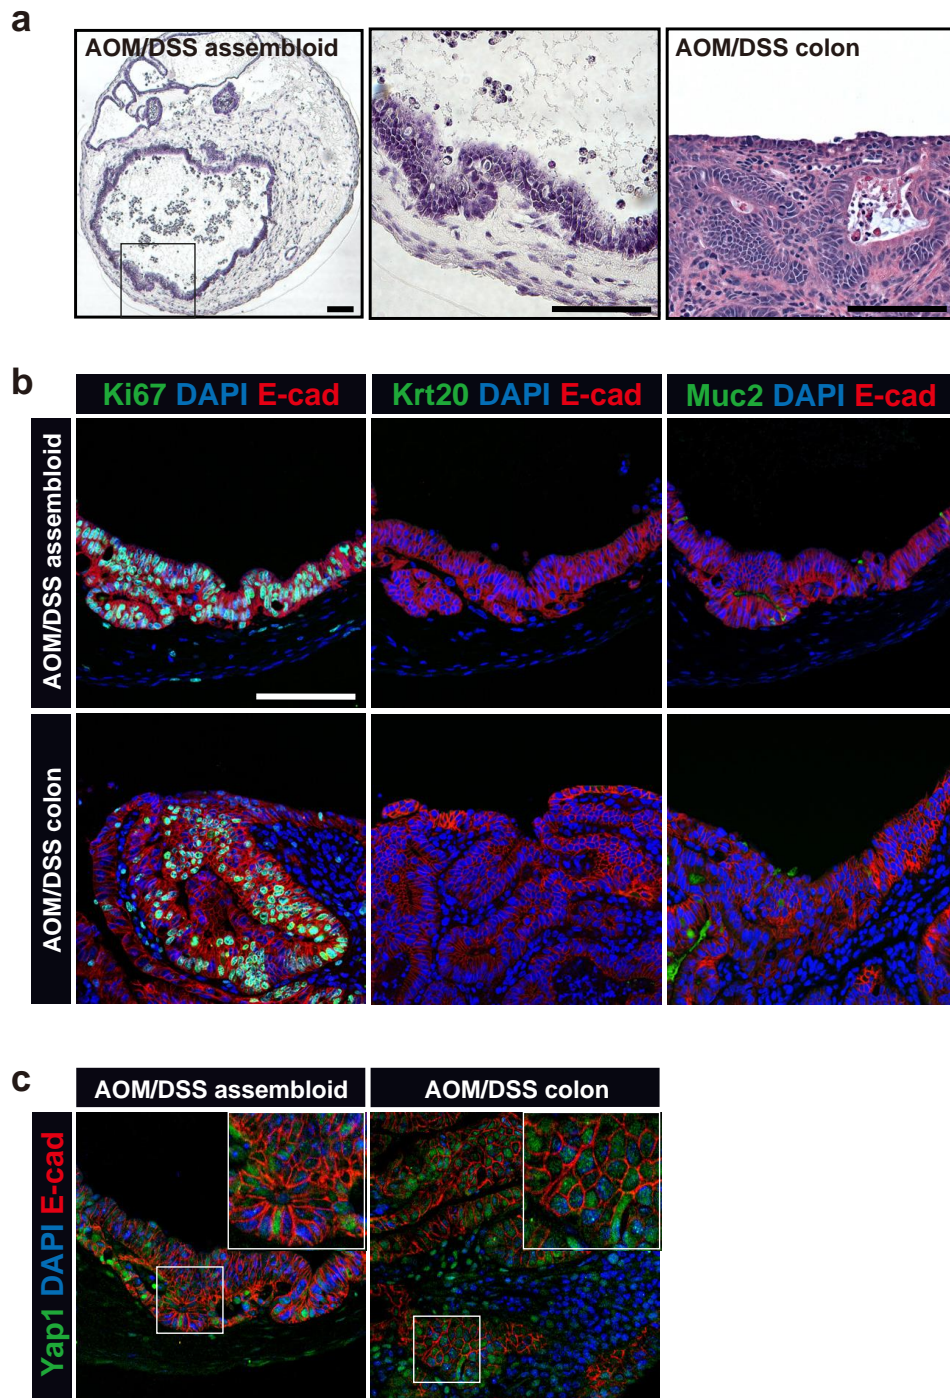 a
AOM/DSS assembloid
AOM/DSS colon
b
Ki67 DAPI E-cad
Krt20 DAPI E-cad
Muc2 DAPI E-cad
AOM/DSS assembloid
AOM/DSS colon
c
AOM/DSS assembloid
AOM/DSS colon
Yap1 DAPI E-cad